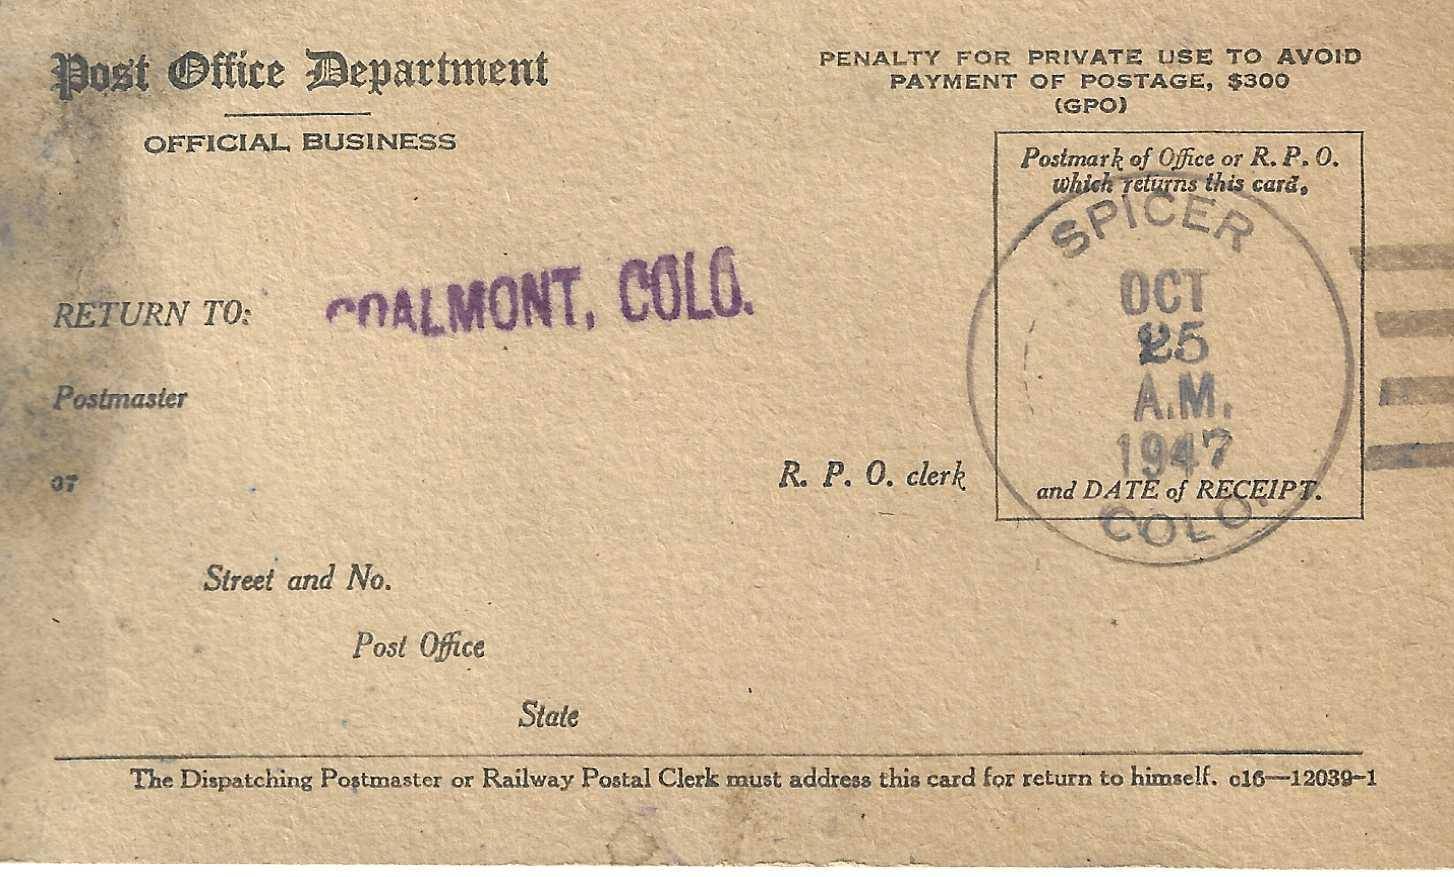 Post Office Department
OFFICIAL BUSINESS
PENALTY FOR PRIVATE USE TO AVOID
PAYMENT OF POSTAGE, $300
(GPO)
Postmark of Office or R. P. O.
which returns this card,
SPICER
OCT
25
A.M.
1947
COLO.
and DATE of RECEIPT.
RETURN TO: COALMONT, COLO.
Postmaster
or
R. P. O. clerk
Street and No.
Post Office
State
The Dispatching Postmaster or Railway Postal Clerk must address this card for return to himself. c16—12039-1